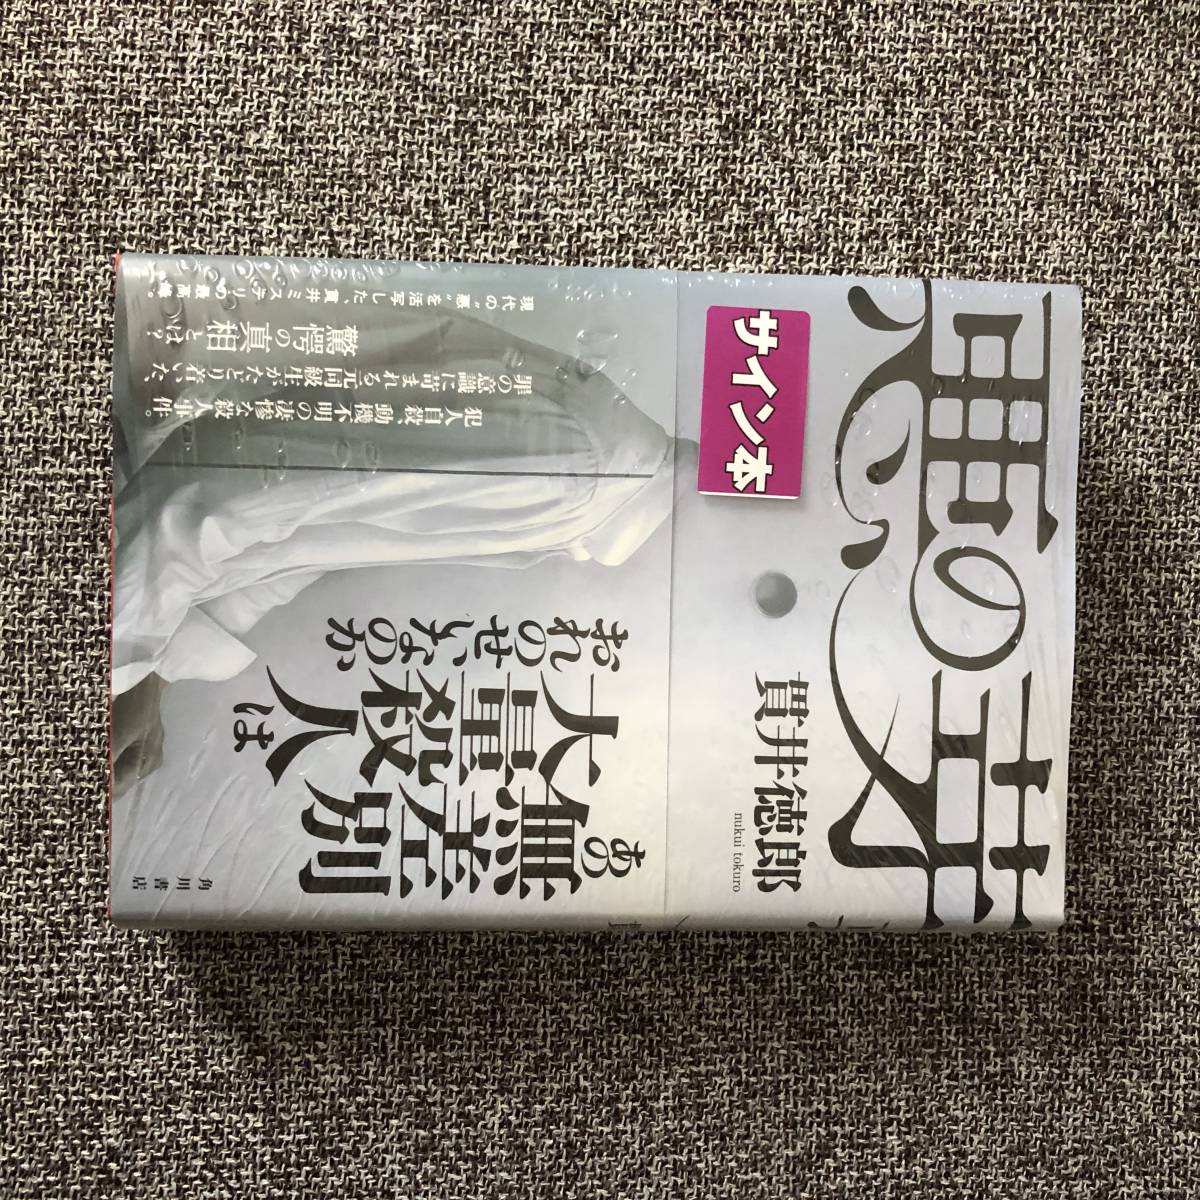 悪の芽
貫井徳郎
nukui tokuro
サイン本
あの無差別
大量殺人は
おれのせいなのか
犯人自殺、動機不明の凄惨な殺人事件。
罪の意識に苛まれる元同級生がたどり着いた、
驚愕の真相とは?
現代の“悪”を活写した、貫井ミステリの最高峰。
角川書店